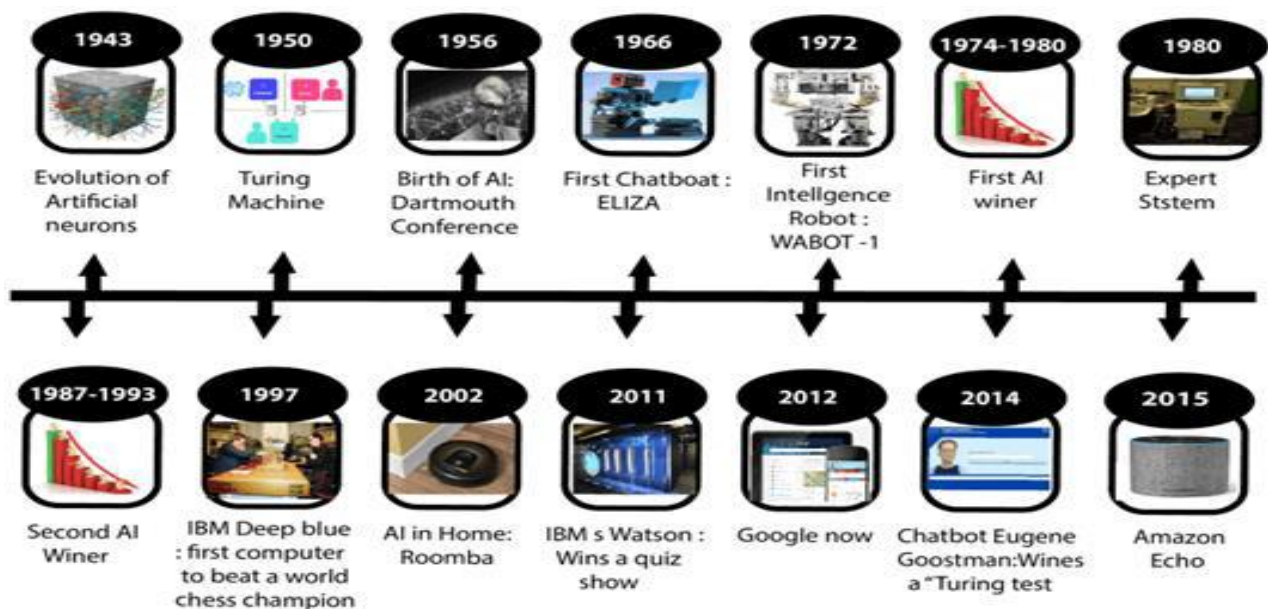 1943
Evolution of
Artificial
neurons
1950
Turing
Machine
1956
Birth of AI:
Dartmouth
Conference
1966
First Chatboat :
ELIZA
1972
First
Intellgence
Robot :
WABOT -1
1974-1980
First AI
winer
1980
Expert
Ststem
1987-1993
Second AI
Winer
1997
IBM Deep blue
: first computer
to beat a world
chess champion
2002
AI in Home:
Roomba
2011
IBM s Watson :
Wins a quiz
show
2012
Google now
2014
Chatbot Eugene
Goostman:Wines
a "Turing test
2015
Amazon
Echo